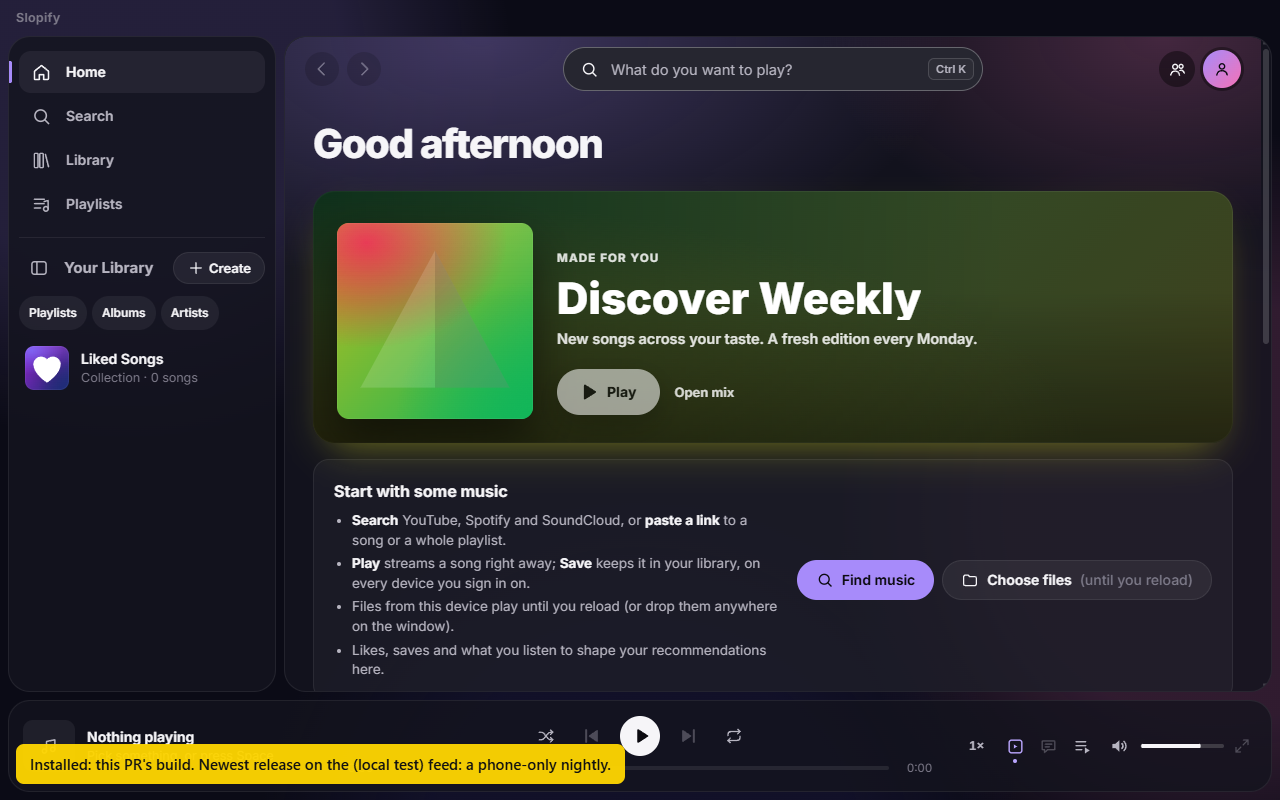 Slopify
Home
Search
Library
Playlists
Your Library
Create
Playlists
Albums
Artists
Liked Songs
Collection · 0 songs
What do you want to play?
Ctrl K
Good afternoon
MADE FOR YOU
Discover Weekly
New songs across your taste. A fresh edition every Monday.
Play
Open mix
Start with some music
• Search YouTube, Spotify and SoundCloud, or paste a link to a
song or a whole playlist.
• Play streams a song right away; Save keeps it in your library, on
every device you sign in on.
• Files from this device play until you reload (or drop them anywhere
on the window).
• Likes, saves and what you listen to shape your recommendations
here.
Find music
Choose files (until you reload)
Nothing playing
1×
0:00
Installed: this PR's build. Newest release on the (local test) feed: a phone-only nightly.